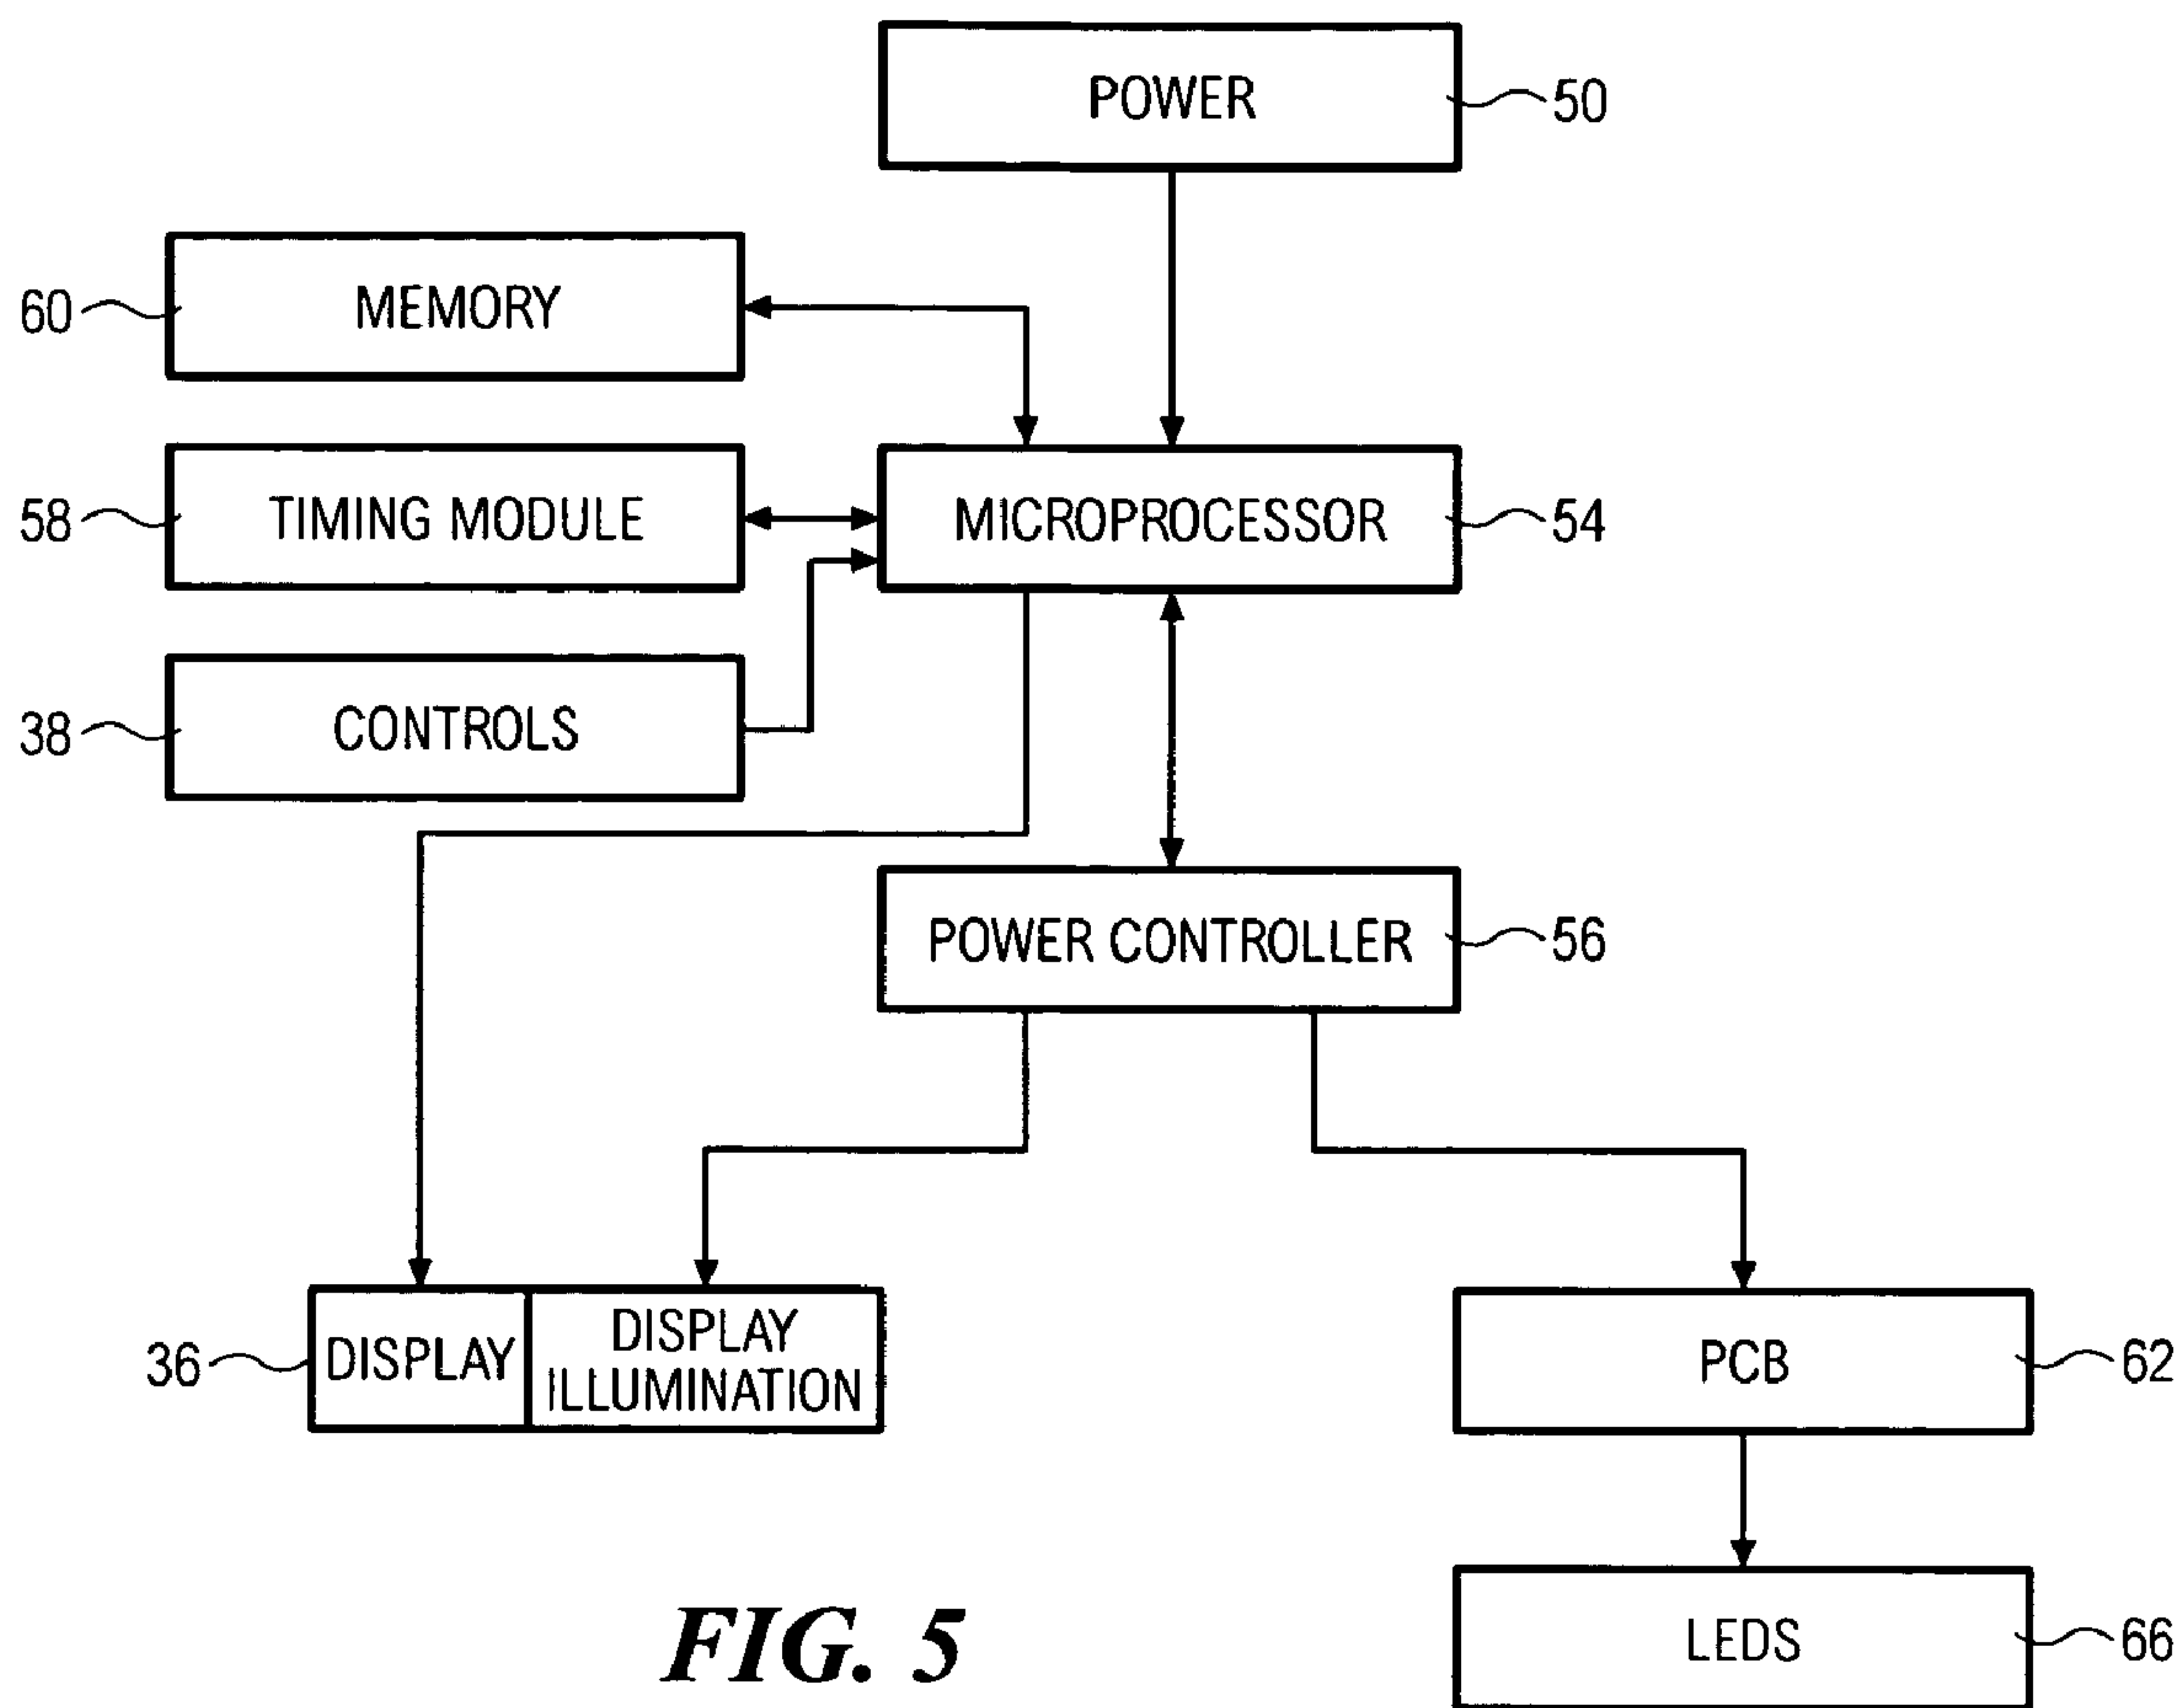 POWER
50
60
MEMORY
58
TIMING MODULE
MICROPROCESSOR
54
38
CONTROLS
POWER CONTROLLER
56
36
DISPLAY
DISPLAY
ILLUMINATION
PCB
62
LEDS
66
FIG. 5